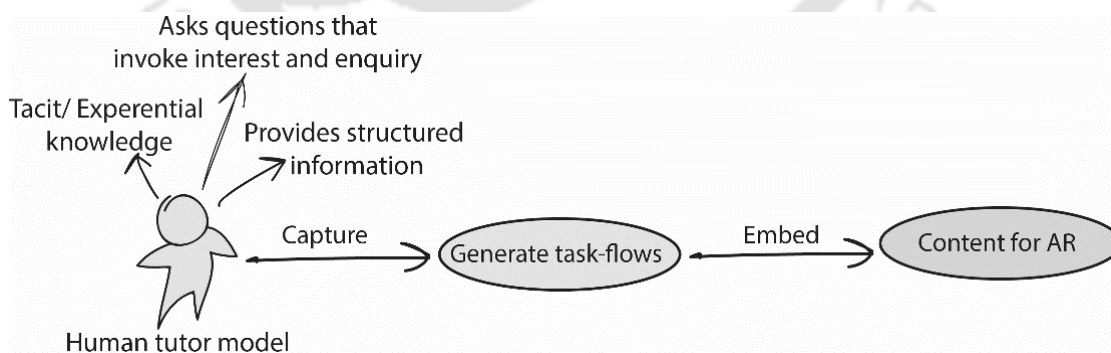 Asks questions that
invoke interest and enquiry
Tacit/ Experential
knowledge
Provides structured
information
Capture
Generate task-flows
Embed
Content for AR
Human tutor model